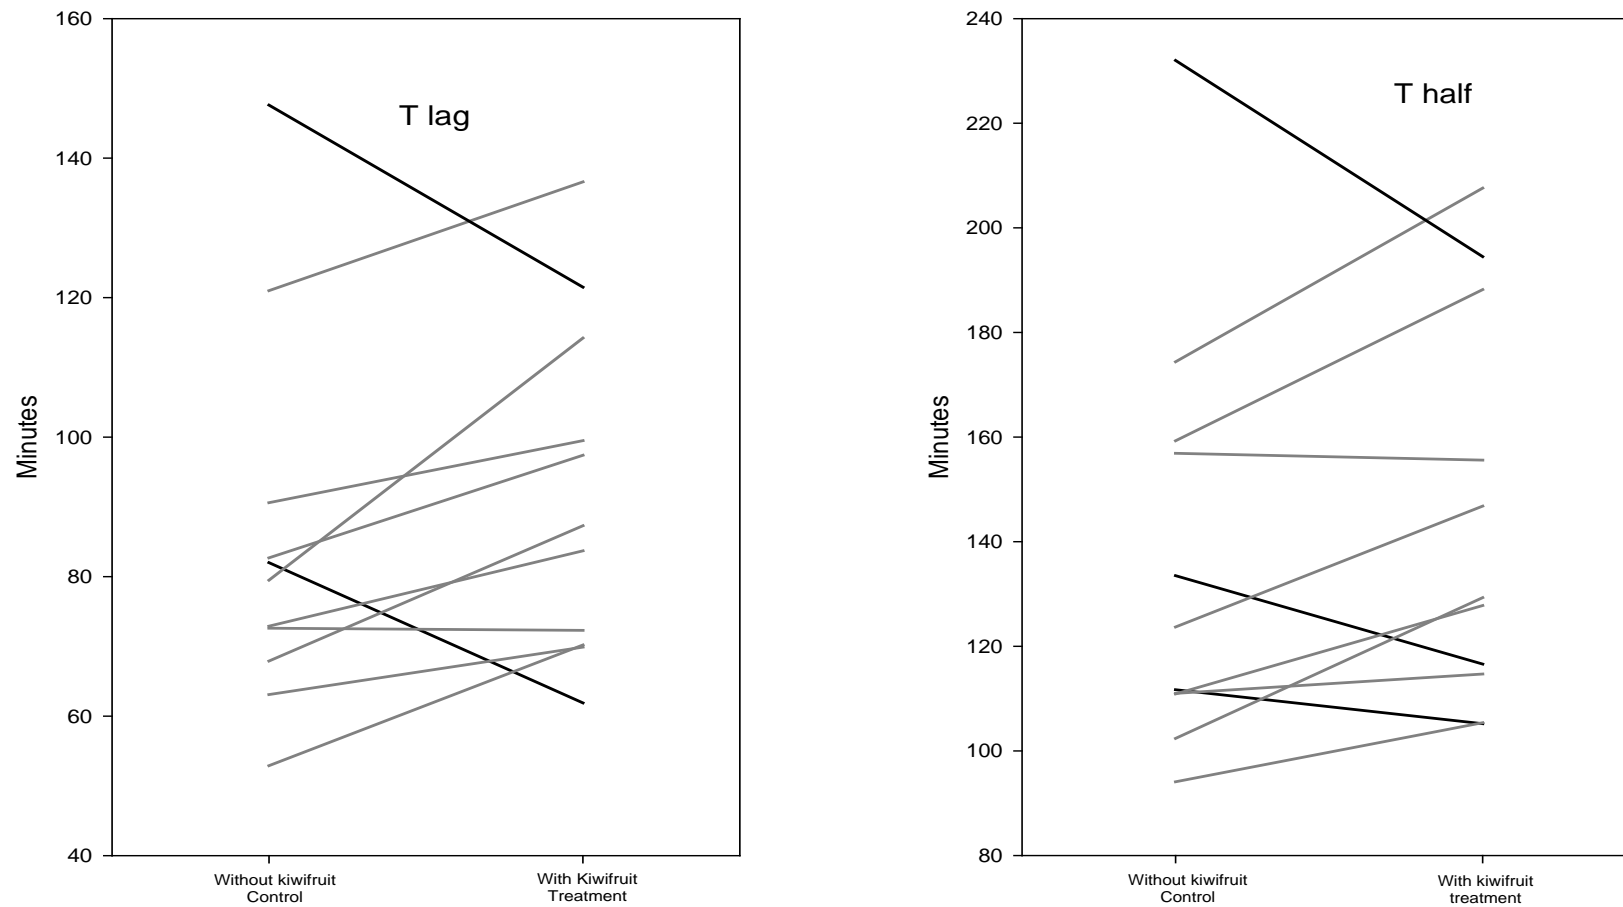 160
140
120
100
80
60
40
Minutes
T lag
Without kiwifruit
Control
With Kiwifruit
Treatment
240
220
200
180
160
140
120
100
80
Minutes
T half
Without kiwifruit
Control
With kiwifruit
treatment